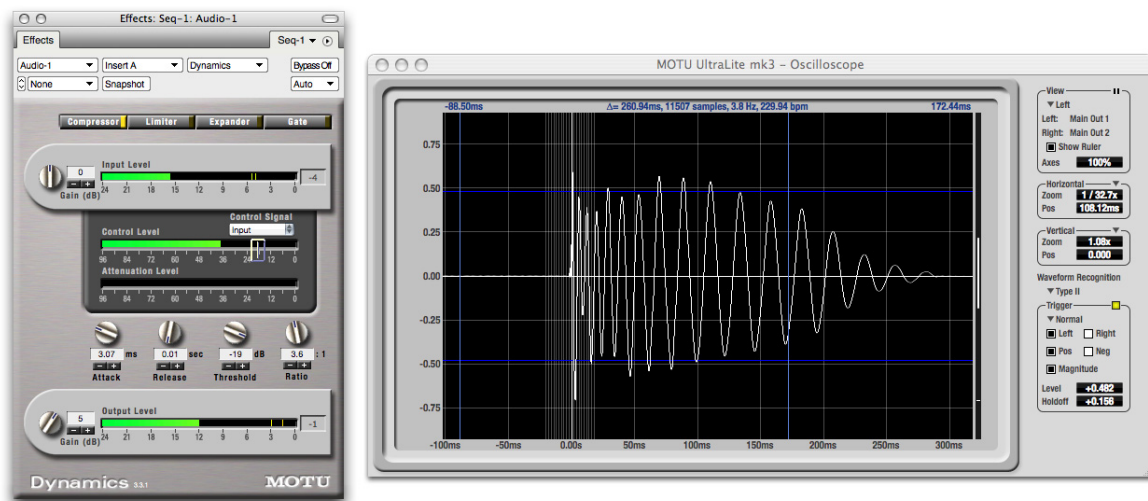 Effects: Seq-1: Audio-1
Effects
Seq-1
Audio-1
Insert A
Dynamics
Bypass Off
None
Snapshot
Auto
Compressor
Limiter
Expander
Gate
Input Level
0
- +
Gain (dB)
24 21 18 15 12 9 6 3 0
-4
Control Signal
Input
Control Level
96 84 72 60 48 36 24 12 0
Attenuation Level
96 84 72 60 48 36 24 12 0
3.07 ms
- +
Attack
0.01 sec
- +
Release
-19 dB
- +
Threshold
3.6 : 1
- +
Ratio
Output Level
5
- +
Gain (dB)
24 21 18 15 12 9 6 3 0
-1
Dynamics 3.3.1
MOTU
MOTU UltraLite mk3 – Oscilloscope
-88.50ms
Δ= 260.94ms, 11507 samples, 3.8 Hz, 229.94 bpm
172.44ms
0.75
0.50
0.25
0.00
-0.25
-0.50
-0.75
-100ms -50ms 0.00s 50ms 100ms 150ms 200ms 250ms 300ms
View
Left
Left: Main Out 1
Right: Main Out 2
Show Ruler
Axes 100%
Horizontal
Zoom 1 / 32.7x
Pos 108.12ms
Vertical
Zoom 1.08x
Pos 0.000
Waveform Recognition
Type II
Trigger
Normal
Left Right
Pos Neg
Magnitude
Level +0.482
Holdoff +0.156